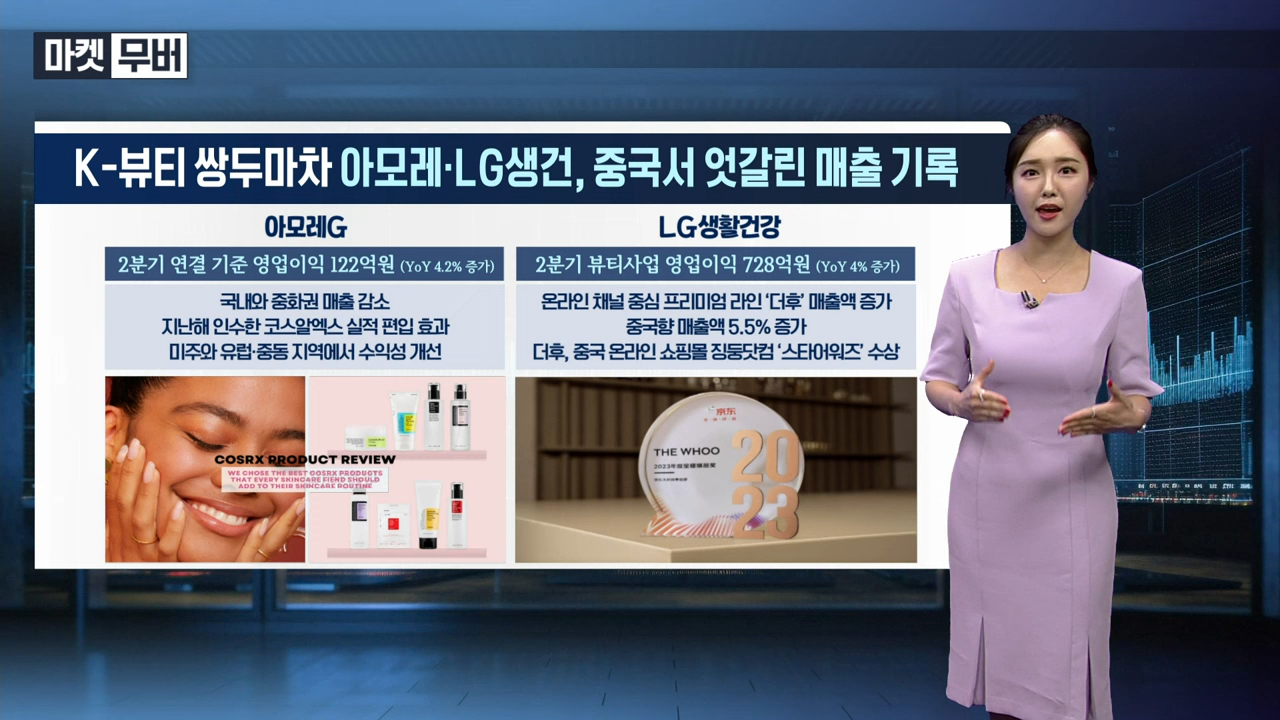 마켓 무버
K-뷰티 쌍두마차 아모레·LG생건, 중국서 엇갈린 매출 기록
아모레G
2분기 연결 기준 영업이익 122억원 (YoY 4.2% 증가)
국내와 중화권 매출 감소
지난해 인수한 코스알엑스 실적 편입 효과
미주와 유럽·중동 지역에서 수익성 개선
COSRX PRODUCT REVIEW
WE CHOSE THE BEST COSRX PRODUCTS
THAT EVERY SKINCARE FIEND SHOULD
ADD TO THEIR SKINCARE ROUTINE
LG생활건강
2분기 뷰티사업 영업이익 728억원 (YoY 4% 증가)
온라인 채널 중심 프리미엄 라인 '더후' 매출액 증가
중국향 매출액 5.5% 증가
더후, 중국 온라인 쇼핑몰 징둥닷컴 '스타어워즈' 수상
京东
THE WHOO
20
23